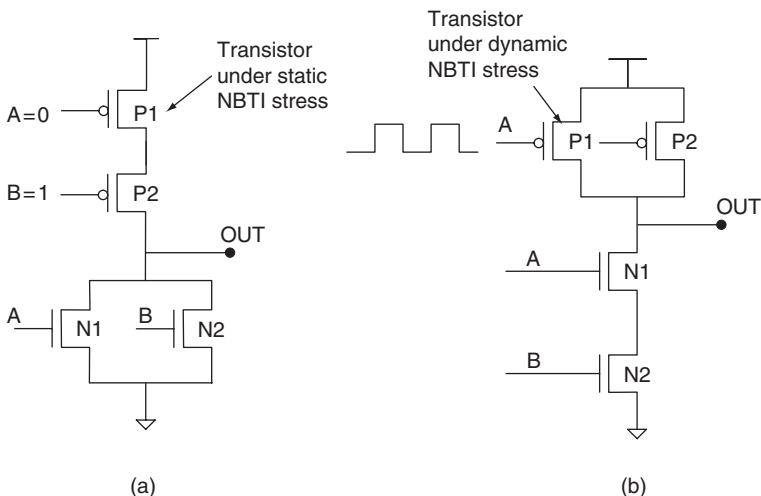 Transistor
under static
NBTI stress
A=0
P1
B=1
P2
OUT
A
N1
B
N2
(a)
Transistor
under dynamic
NBTI stress
A
P1
P2
OUT
A
N1
B
N2
(b)